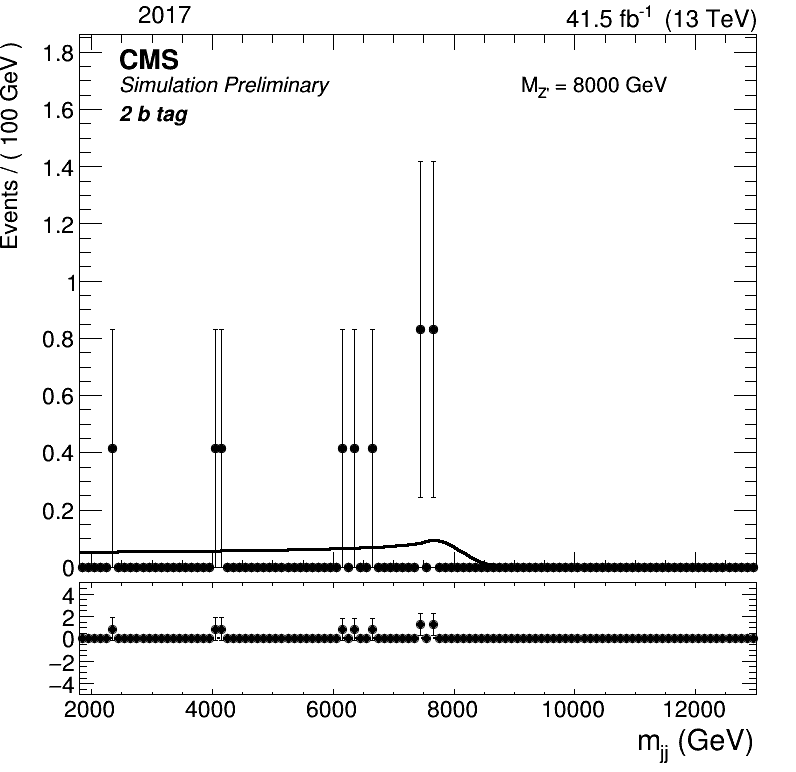 2017
41.5 fb⁻¹ (13 TeV)
CMS
Simulation Preliminary
2 b tag
M_Z' = 8000 GeV
Events / ( 100 GeV )
1.8
1.6
1.4
1.2
1
0.8
0.6
0.4
0.2
0
4
2
0
−2
−4
2000 4000 6000 8000 10000 12000
m_jj (GeV)